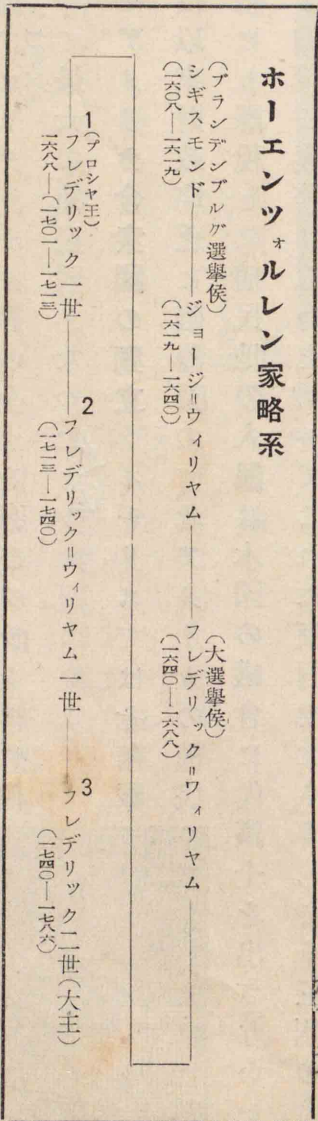 ホーエンツォルレン家略系
(ブランデンブルグ選擧侯)
シギスモンド
(一六〇八—一六一九)
ジョージ=ウィリヤム
(一六一九—一六四〇)
(大選擧侯)
フレデリック=ウィリヤム
(一六四〇—一六八八)
1
(プロシヤ王)
フレデリック一世
一六八八—(一七〇一—一七一三)
2
フレデリック=ウィリヤム一世
(一七一三—一七四〇)
3
フレデリック二世(大王)
(一七四〇—一七八六)